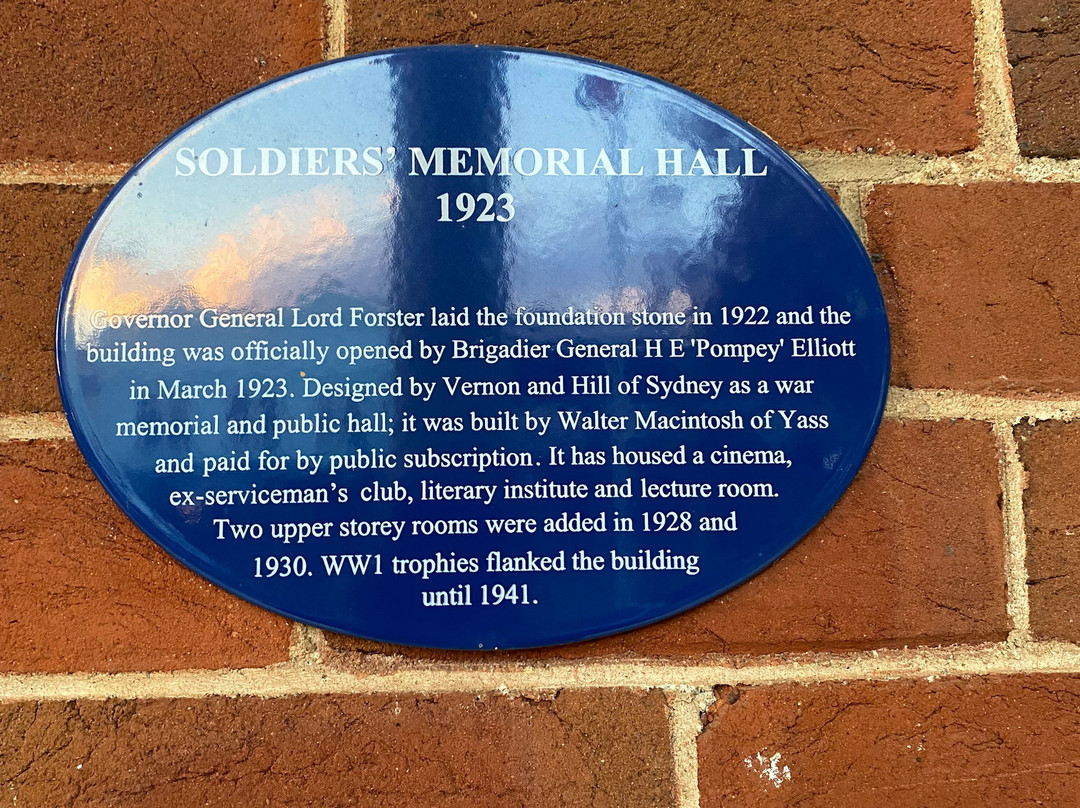 SOLDIERS’ MEMORIAL HALL
1923
Governor General Lord Forster laid the foundation stone in 1922 and the
building was officially opened by Brigadier General H E 'Pompey' Elliott
in March 1923. Designed by Vernon and Hill of Sydney as a war
memorial and public hall; it was built by Walter Macintosh of Yass
and paid for by public subscription. It has housed a cinema,
ex-serviceman’s club, literary institute and lecture room.
Two upper storey rooms were added in 1928 and
1930. WW1 trophies flanked the building
until 1941.